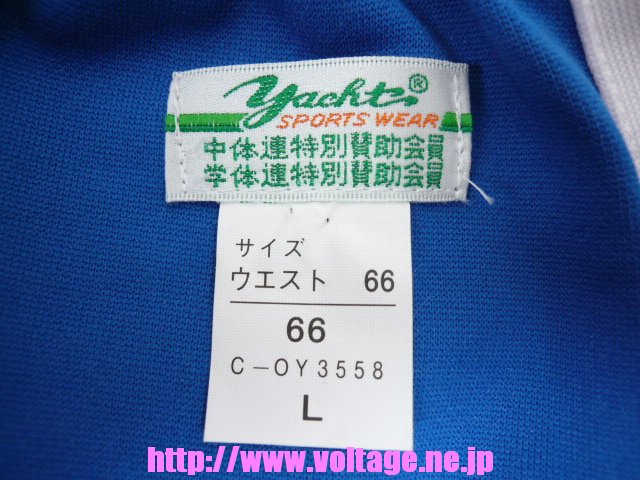 yacht ®
SPORTS WEAR
中体連特別賛助会員
学体連特別賛助会員
サイズ
ウエスト 66
66
C-OY3558
L
http://www.voltage.ne.jp